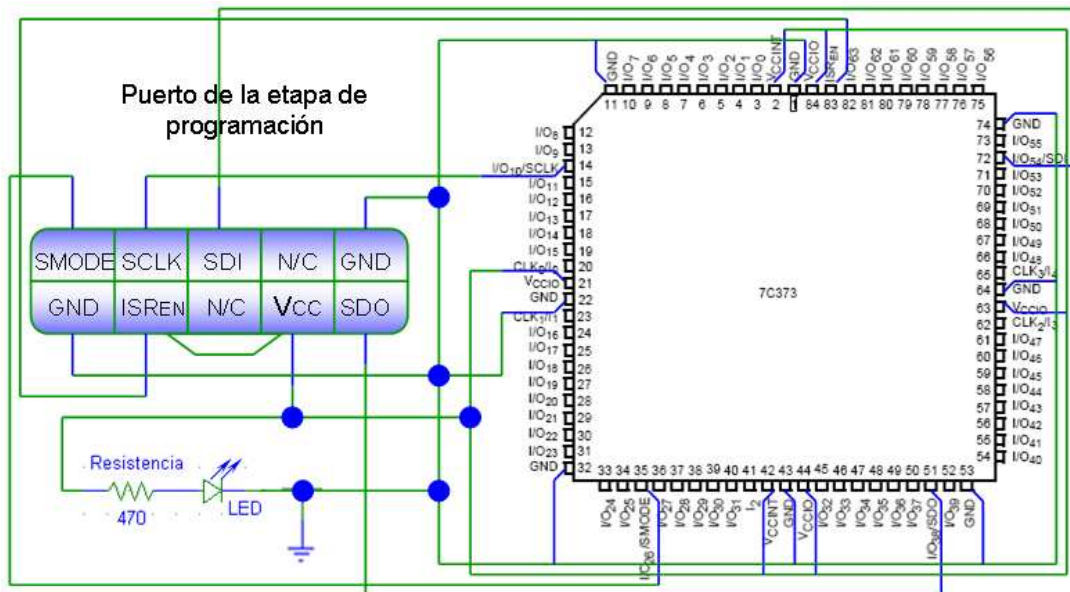 Puerto de la etapa de
programación
SMODE SCLK SDI N/C GND
GND ISREN N/C VCC SDO
Resistencia
470
LED
7C373
GND I/O7 I/O6 I/O5 I/O4 I/O3 I/O2 I/O1 I/O0 VCCINT GND VCCIO ISREN I/O63 I/O62 I/O61 I/O60 I/O59 I/O58 I/O57 I/O56
11 10 9 8 7 6 5 4 3 2 1 84 83 82 81 80 79 78 77 76 75
I/O8 12
I/O9 13
I/O10/SCLK 14
I/O11 15
I/O12 16
I/O13 17
I/O14 18
I/O15 19
CLK0/I0 20
VCCIO 21
GND 22
CLK1/I1 23
I/O16 24
I/O17 25
I/O18 26
I/O19 27
I/O20 28
I/O21 29
I/O22 30
I/O23 31
GND 32
74 GND
73 I/O55
72 I/O54/SDI
71 I/O53
70 I/O52
69 I/O51
68 I/O50
67 I/O49
66 I/O48
65 CLK3/I4
64 GND
63 VCCIO
62 CLK2/I3
61 I/O47
60 I/O46
59 I/O45
58 I/O44
57 I/O43
56 I/O42
55 I/O41
54 I/O40
33 34 35 36 37 38 39 40 41 42 43 44 45 46 47 48 49 50 51 52 53
I/O24 I/O25 I/O26/SMODE I/O27 I/O28 I/O29 I/O30 I/O31 I2 VCCINT GND VCCIO I/O32 I/O33 I/O34 I/O35 I/O36 I/O37 I/O38/SDO I/O39 GND